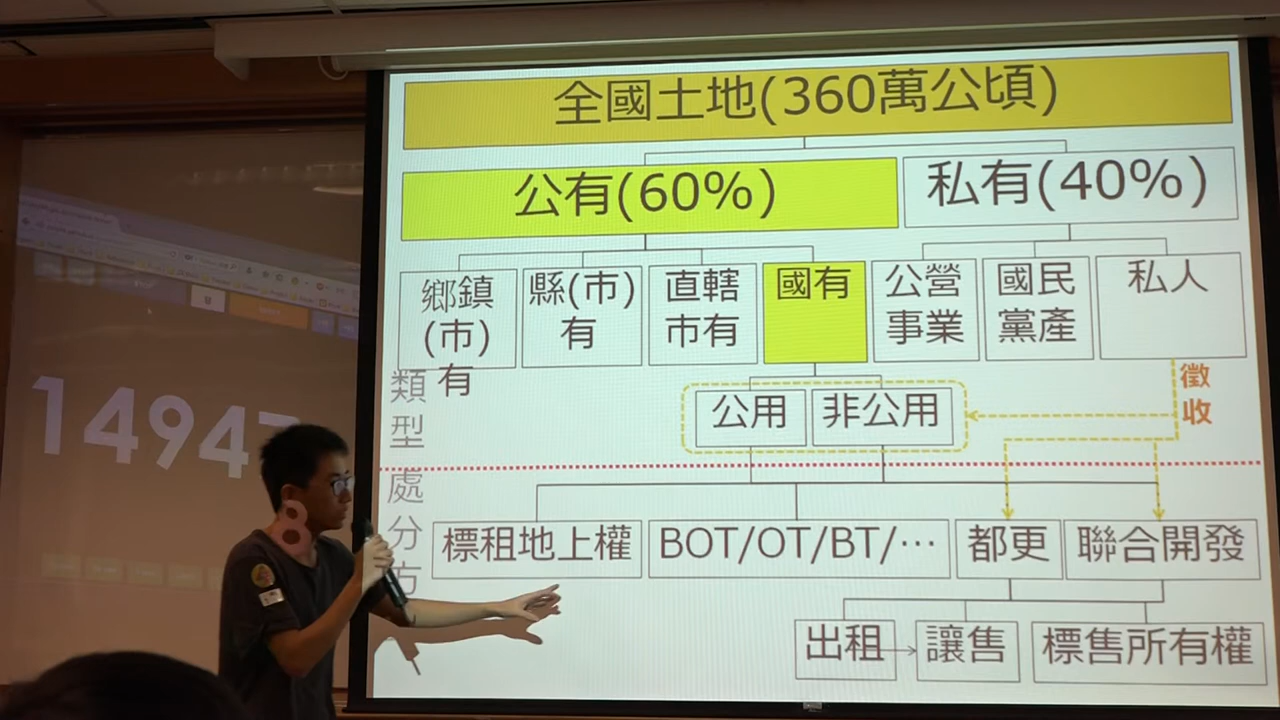 全國土地(360萬公頃)
公有(60%)
私有(40%)
鄉鎮
(市)
有
縣(市)
有
直轄
市有
國有
公營
事業
國民
黨產
私人
類
型
公用
非公用
徵
收
處
分
方
標租地上權
BOT/OT/BT/⋯
都更
聯合開發
出租
讓售
標售所有權
14947
8